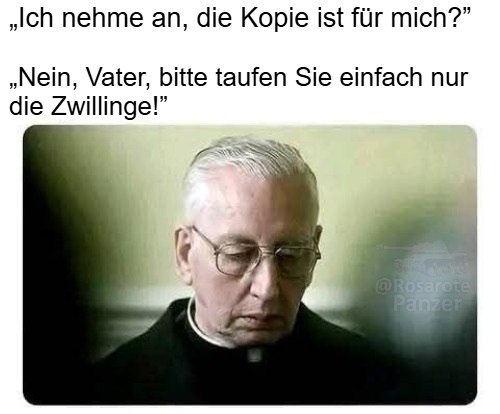 „Ich nehme an, die Kopie ist für mich?”
„Nein, Vater, bitte taufen Sie einfach nur
die Zwillinge!”
@Rosarote
Panzer